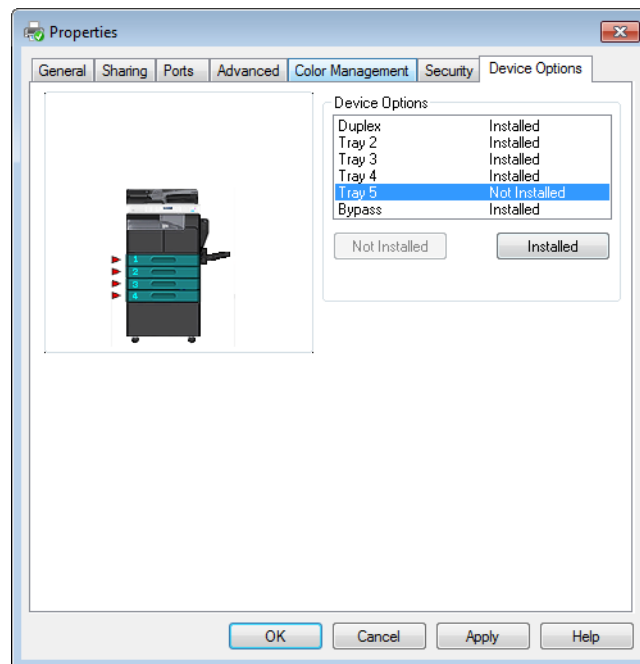 Properties
General Sharing Ports Advanced Color Management Security Device Options
Device Options
Duplex Installed
Tray 2 Installed
Tray 3 Installed
Tray 4 Installed
Tray 5 Not Installed
Bypass Installed
Not Installed Installed
1
2
3
4
OK Cancel Apply Help